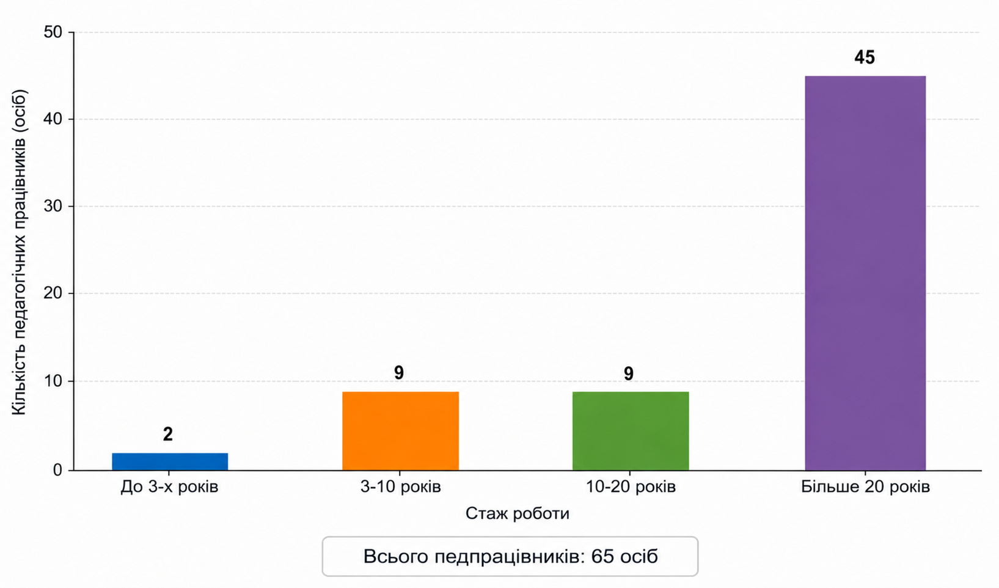 50
45
40
30
20
10
9
9
2
0
Кількість педагогічних працівників (осіб)
До 3-х років
3-10 років
10-20 років
Більше 20 років
Стаж роботи
Всього педпрацівників: 65 осіб